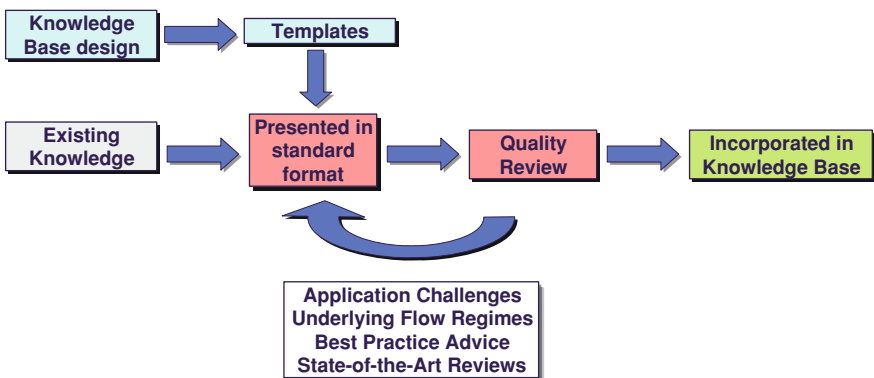 Knowledge
Base design
Templates
Existing
Knowledge
Presented in
standard
format
Quality
Review
Incorporated in
Knowledge Base
Application Challenges
Underlying Flow Regimes
Best Practice Advice
State-of-the-Art Reviews